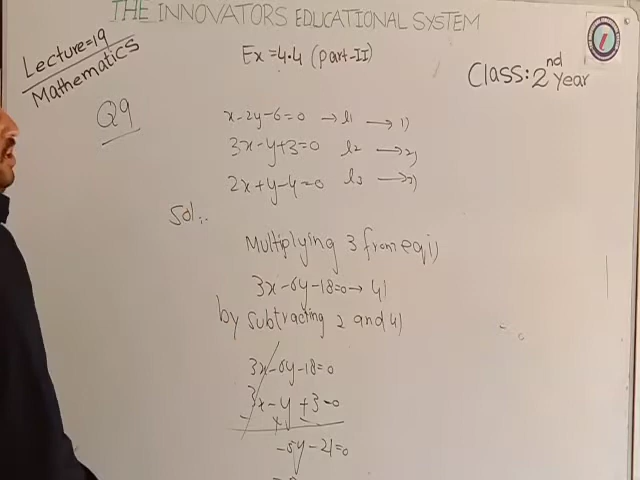 THE INNOVATORS EDUCATIONAL SYSTEM
Lecture=19
Mathematics
Ex=4.4 (part-II)
Class: 2nd year
Q9
x-2y-6=0 → l1 → 1)
3x-y+3=0 l2 → 2)
2x+y-4=0 l3 → 3)
Sol:.
Multiplying 3 from eq 1)
3x-6y-18=0 → 4)
by subtracting 2 and 4)
3x-6y-18=0
3x-y+3=0
-5y-21=0